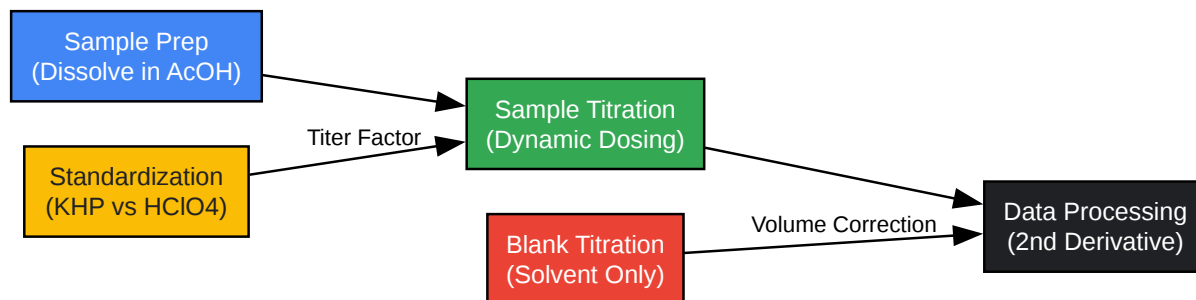 Sample Prep
(Dissolve in AcOH)
Sample Titration
(Dynamic Dosing)
Titer Factor
Standardization
(KHP vs HClO4)
Data Processing
(2nd Derivative)
Volume Correction
Blank Titration
(Solvent Only)